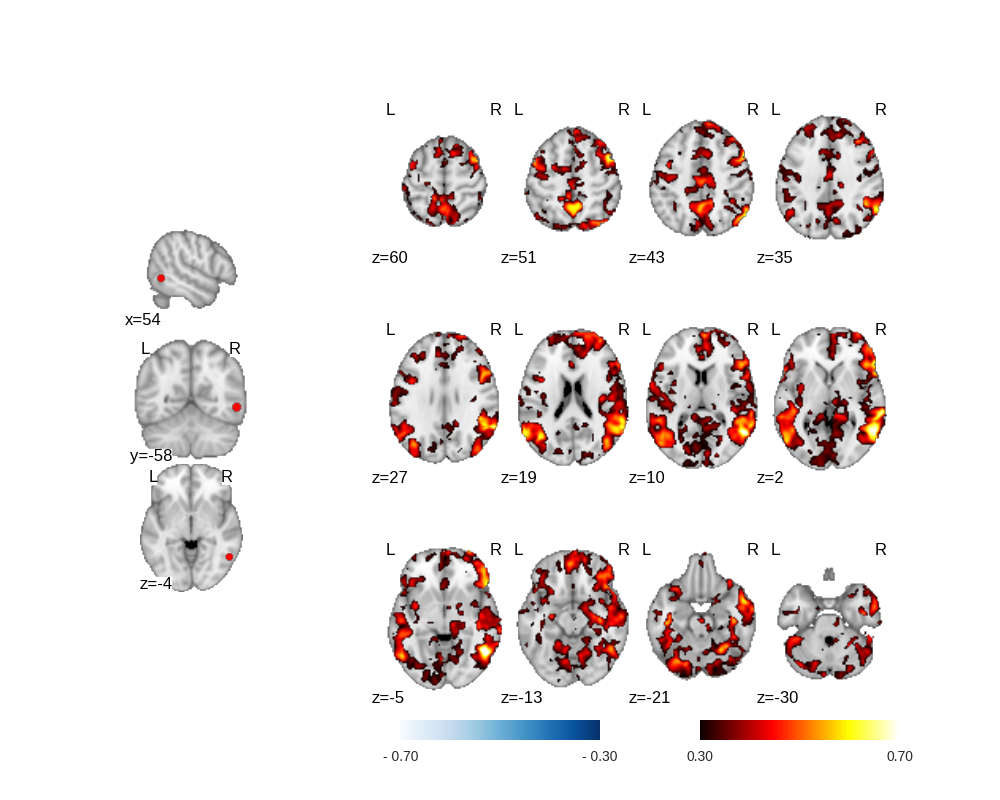 L R L R L R L R
z=60 z=51 z=43 z=35
x=54
L R
y=-58
L R
z=-4
L R L R L R L R
z=27 z=19 z=10 z=2
L R L R L R L R
z=-5 z=-13 z=-21 z=-30
- 0.70 - 0.30 0.30 0.70